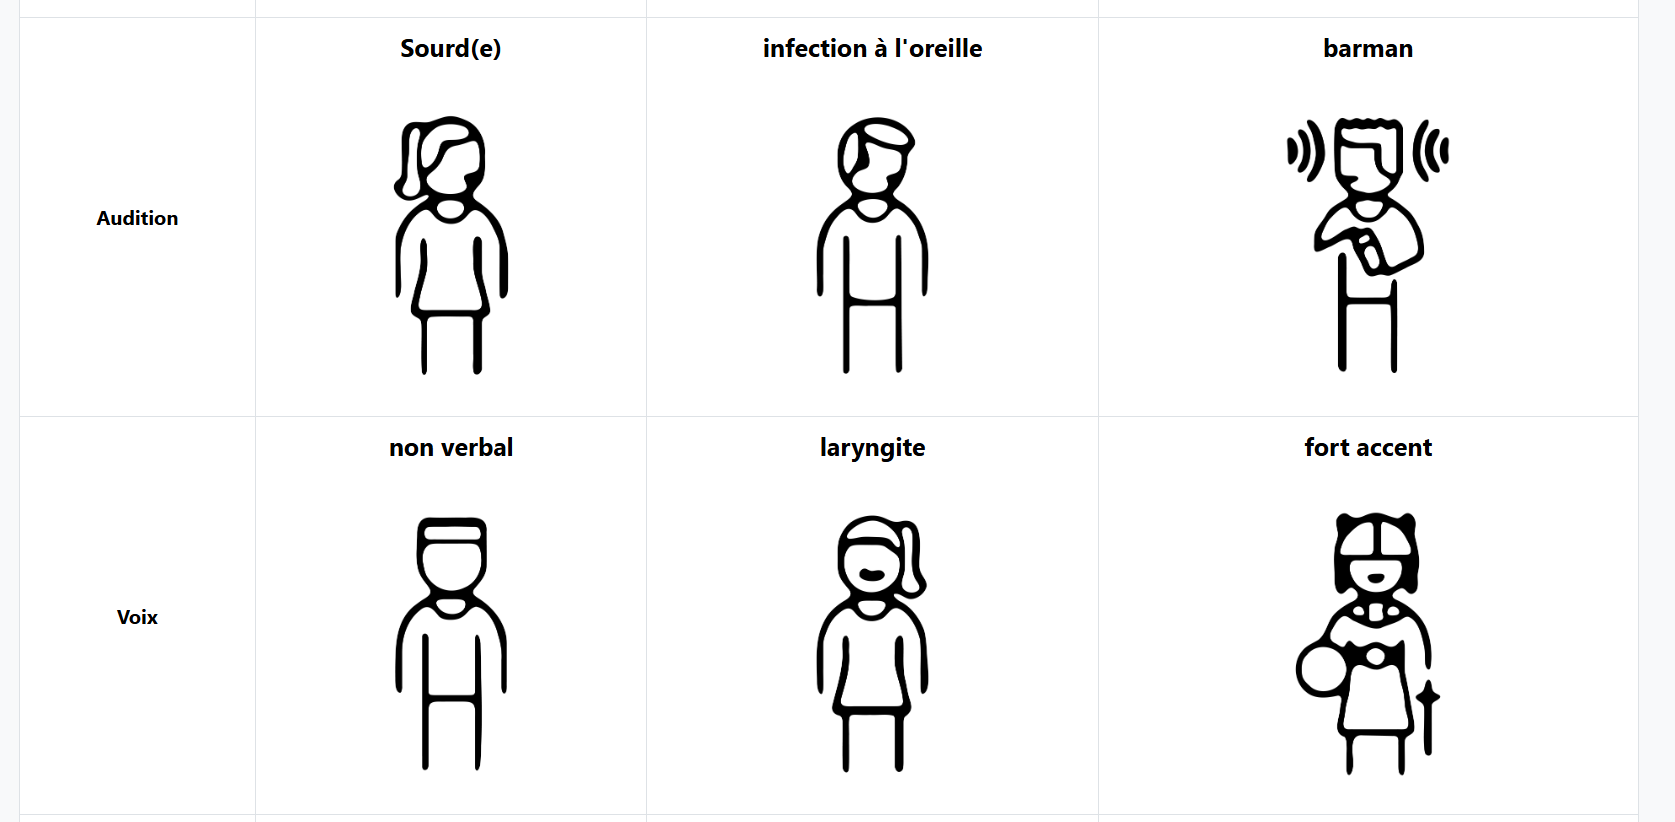 Sourd(e)
infection à l'oreille
barman
Audition
non verbal
laryngite
fort accent
Voix